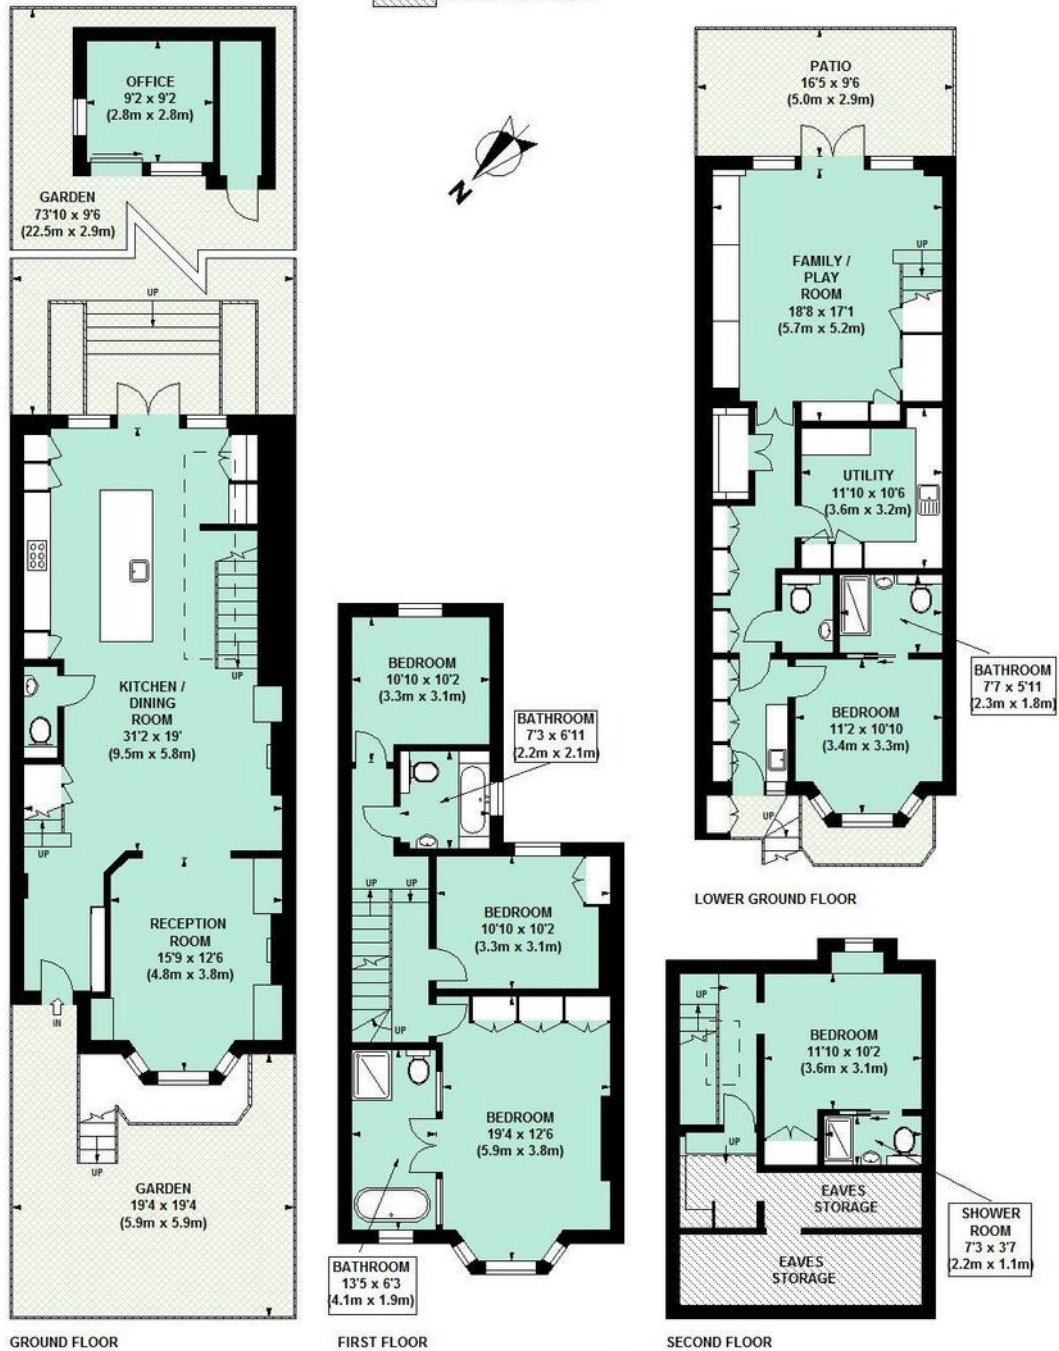 OFFICE
9'2 x 9'2
(2.8m x 2.8m)
GARDEN
73'10 x 9'6
(22.5m x 2.9m)
UP
KITCHEN /
DINING
ROOM
31'2 x 19'
(9.5m x 5.8m)
UP
UP
RECEPTION
ROOM
15'9 x 12'6
(4.8m x 3.8m)
IN
UP
GARDEN
19'4 x 19'4
(5.9m x 5.9m)
GROUND FLOOR
N
BEDROOM
10'10 x 10'2
(3.3m x 3.1m)
BATHROOM
7'3 x 6'11
(2.2m x 2.1m)
UP
UP
BEDROOM
10'10 x 10'2
(3.3m x 3.1m)
UP
BEDROOM
19'4 x 12'6
(5.9m x 3.8m)
BATHROOM
13'5 x 6'3
(4.1m x 1.9m)
FIRST FLOOR
PATIO
16'5 x 9'6
(5.0m x 2.9m)
FAMILY /
PLAY
ROOM
18'8 x 17'1
(5.7m x 5.2m)
UP
UTILITY
11'10 x 10'6
(3.6m x 3.2m)
BATHROOM
7'7 x 5'11
(2.3m x 1.8m)
BEDROOM
11'2 x 10'10
(3.4m x 3.3m)
UP
LOWER GROUND FLOOR
UP
BEDROOM
11'10 x 10'2
(3.6m x 3.1m)
UP
EAVES
STORAGE
EAVES
STORAGE
SHOWER
ROOM
7'3 x 3'7
(2.2m x 1.1m)
SECOND FLOOR